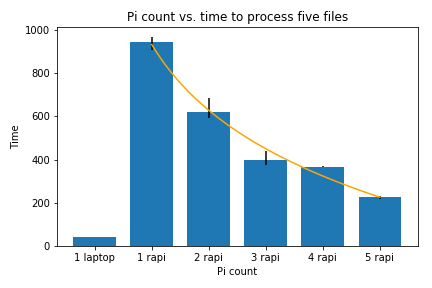 Pi count vs. time to process five files
1000
800
600
400
200
0
Time
1 laptop 1 rapi 2 rapi 3 rapi 4 rapi 5 rapi
Pi count